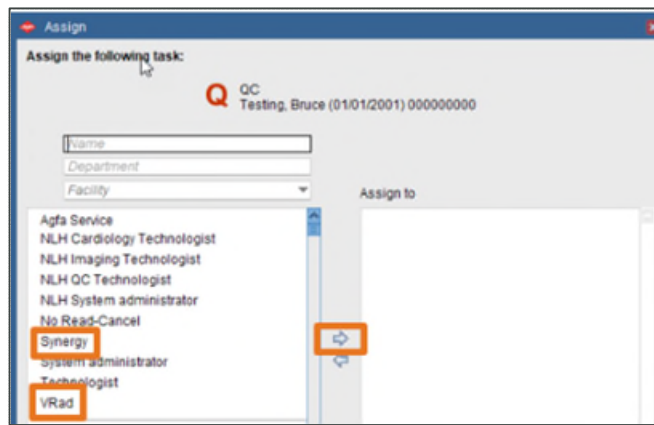 Assign
Assign the following task:
Q QC
Testing, Bruce (01/01/2001) 000000000
Name
Department
Facility
Assign to
Agfa Service
NLH Cardiology Technologist
NLH Imaging Technologist
NLH QC Technologist
NLH System administrator
No Read-Cancel
Synergy
System administrator
Technologist
VRad